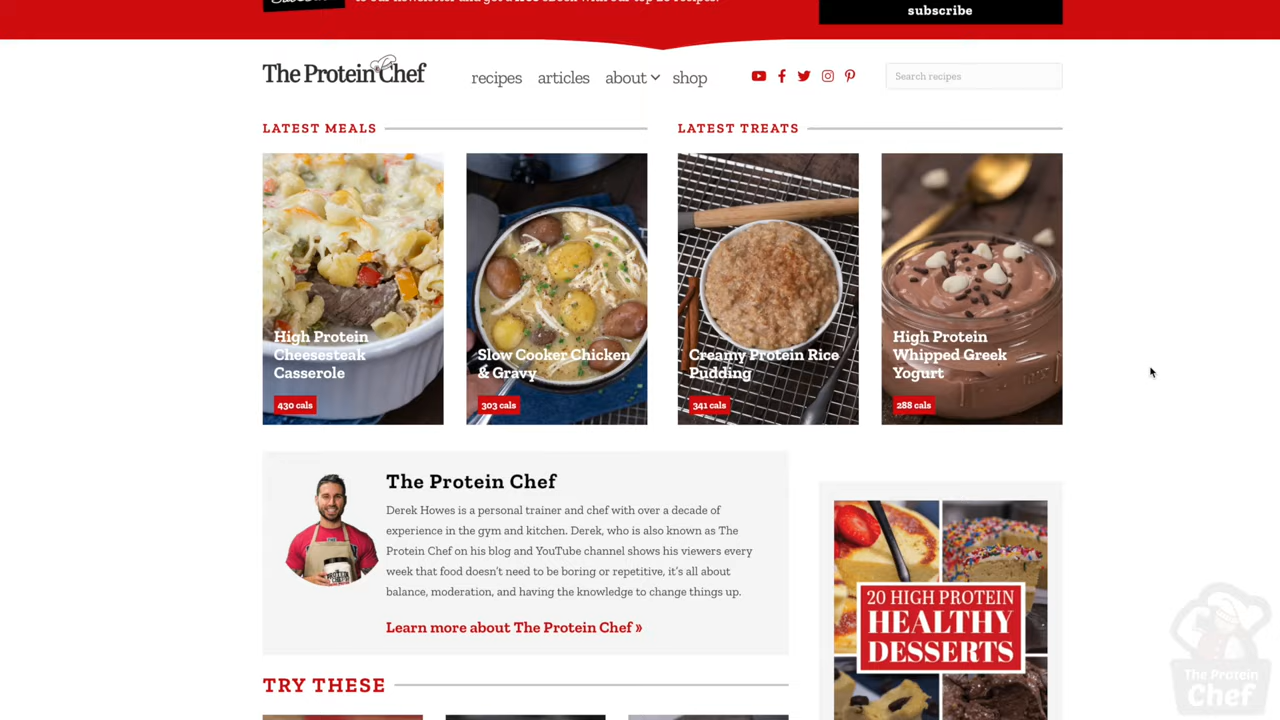 subscribe
The Protein Chef
recipes articles about shop
Search recipes
LATEST MEALS
LATEST TREATS
High Protein
Cheesesteak
Casserole
430 cals
Slow Cooker Chicken
& Gravy
303 cals
Creamy Protein Rice
Pudding
341 cals
High Protein
Whipped Greek
Yogurt
288 cals
The Protein Chef
Derek Howes is a personal trainer and chef with over a decade of
experience in the gym and kitchen. Derek, who is also known as The
Protein Chef on his blog and YouTube channel shows his viewers every
week that food doesn't need to be boring or repetitive, it's all about
balance, moderation, and having the knowledge to change things up.
Learn more about The Protein Chef »
20 HIGH PROTEIN
HEALTHY
DESSERTS
TRY THESE
The Protein
Chef